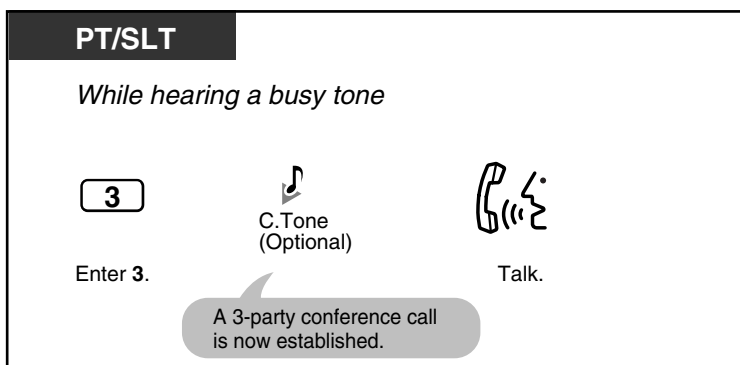 PT/SLT
While hearing a busy tone
3
C.Tone
(Optional)
Enter 3.
Talk.
A 3-party conference call
is now established.